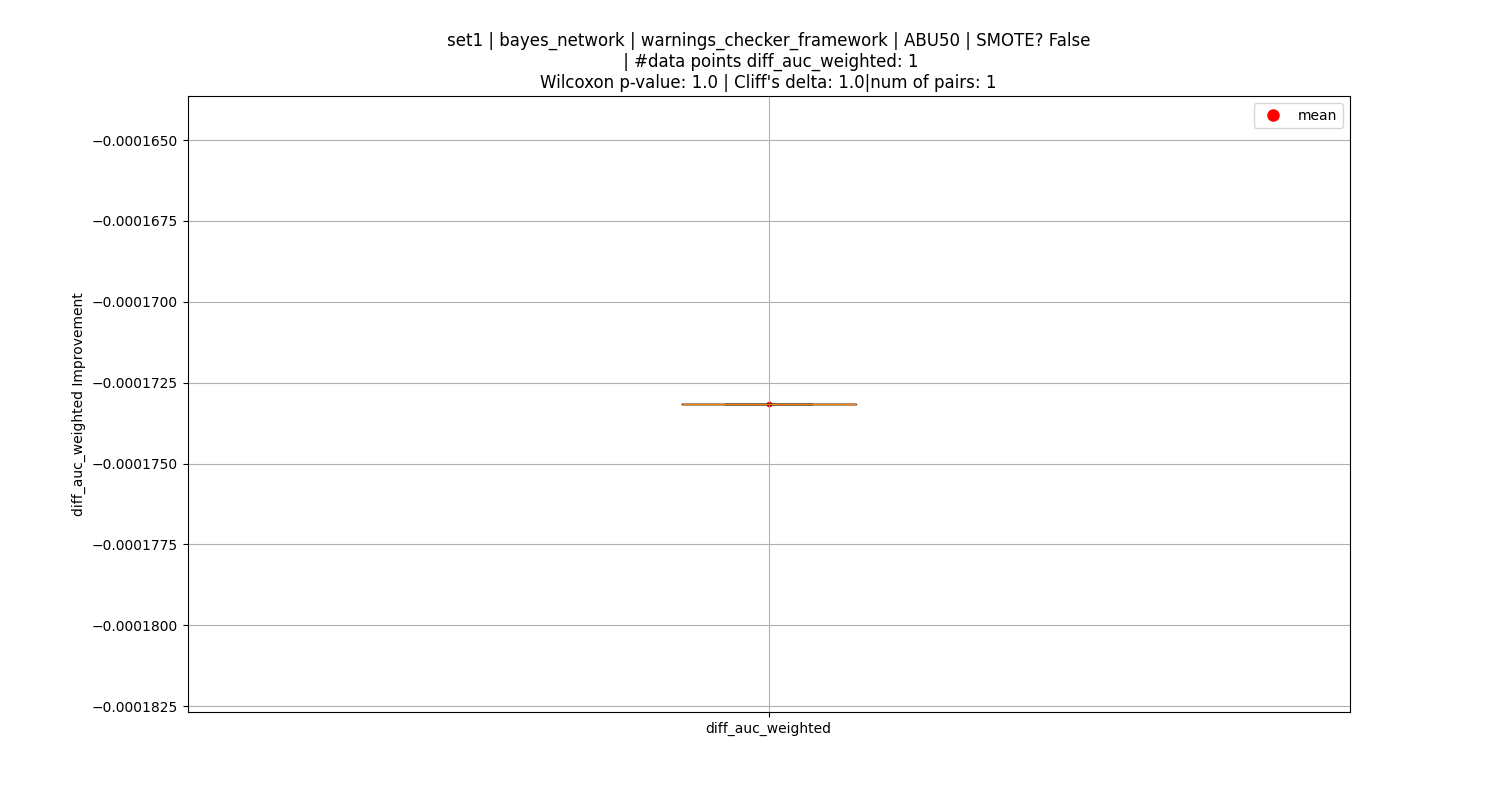 set1 | bayes_network | warnings_checker_framework | ABU50 | SMOTE? False
| #data points diff_auc_weighted: 1
Wilcoxon p-value: 1.0 | Cliff's delta: 1.0|num of pairs: 1
mean
−0.0001650
−0.0001675
−0.0001700
−0.0001725
−0.0001750
−0.0001775
−0.0001800
−0.0001825
diff_auc_weighted Improvement
diff_auc_weighted